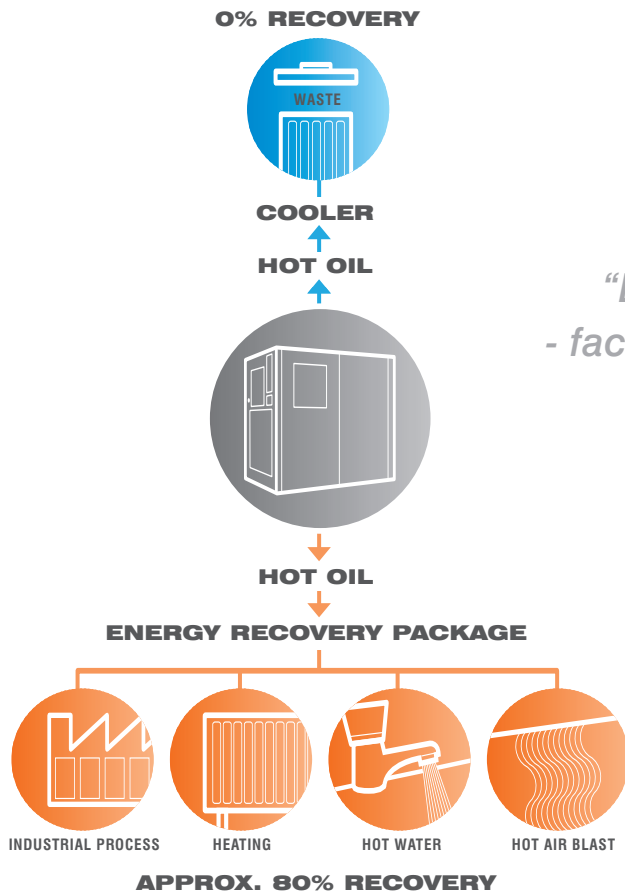 0% RECOVERY
WASTE
COOLER
HOT OIL
- fac
HOT OIL
ENERGY RECOVERY PACKAGE
INDUSTRIAL PROCESS HEATING HOT WATER HOT AIR BLAST
APPROX. 80% RECOVERY